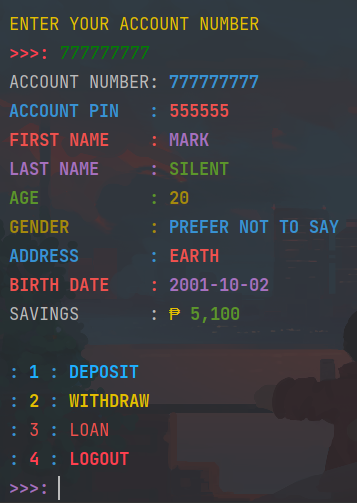 ENTER YOUR ACCOUNT NUMBER
>>>: 777777777
ACCOUNT NUMBER: 777777777
ACCOUNT PIN : 555555
FIRST NAME : MARK
LAST NAME : SILENT
AGE : 20
GENDER : PREFER NOT TO SAY
ADDRESS : EARTH
BIRTH DATE : 2001-10-02
SAVINGS : ₱ 5,100
: 1 : DEPOSIT
: 2 : WITHDRAW
: 3 : LOAN
: 4 : LOGOUT
>>>: